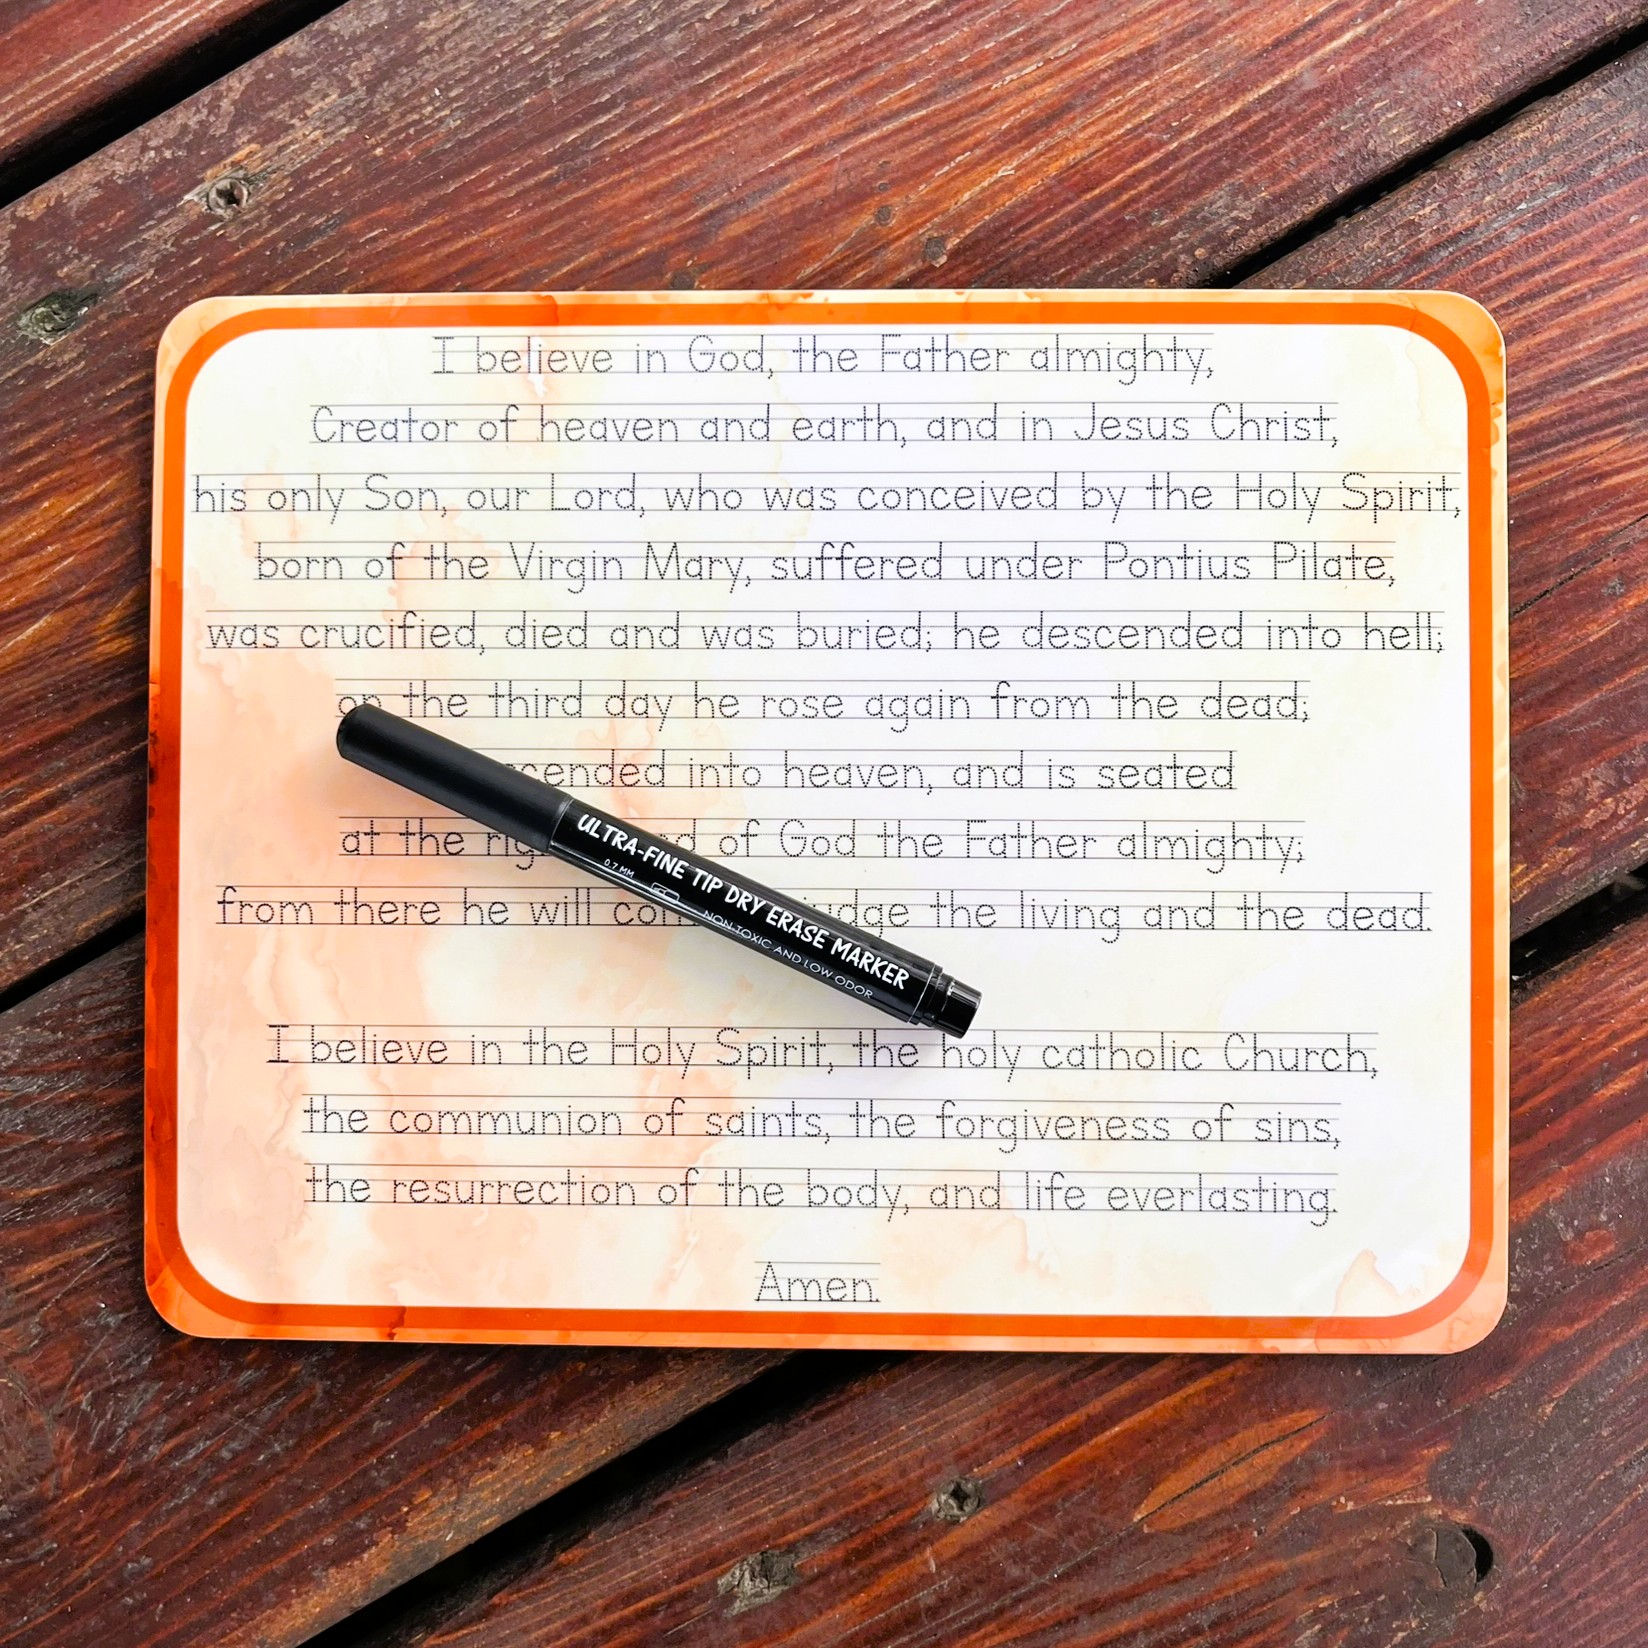 I believe in God, the Father almighty,
Creator of heaven and earth, and in Jesus Christ,
his only Son, our Lord, who was conceived by the Holy Spirit,
born of the Virgin Mary, suffered under Pontius Pilate,
was crucified, died and was buried; he descended into hell;
on the third day he rose again from the dead;
into heaven, and is seated
at the of God the Father almighty;
from there he will the living and the dead.
ULTRA-FINE TIP DRY ERASE MARKER
0.7 MM
NON TOXIC AND LOW ODOR
I believe in the Holy Spirit, the holy catholic Church,
the communion of saints, the forgiveness of sins,
the resurrection of the body, and life everlasting.
Amen.